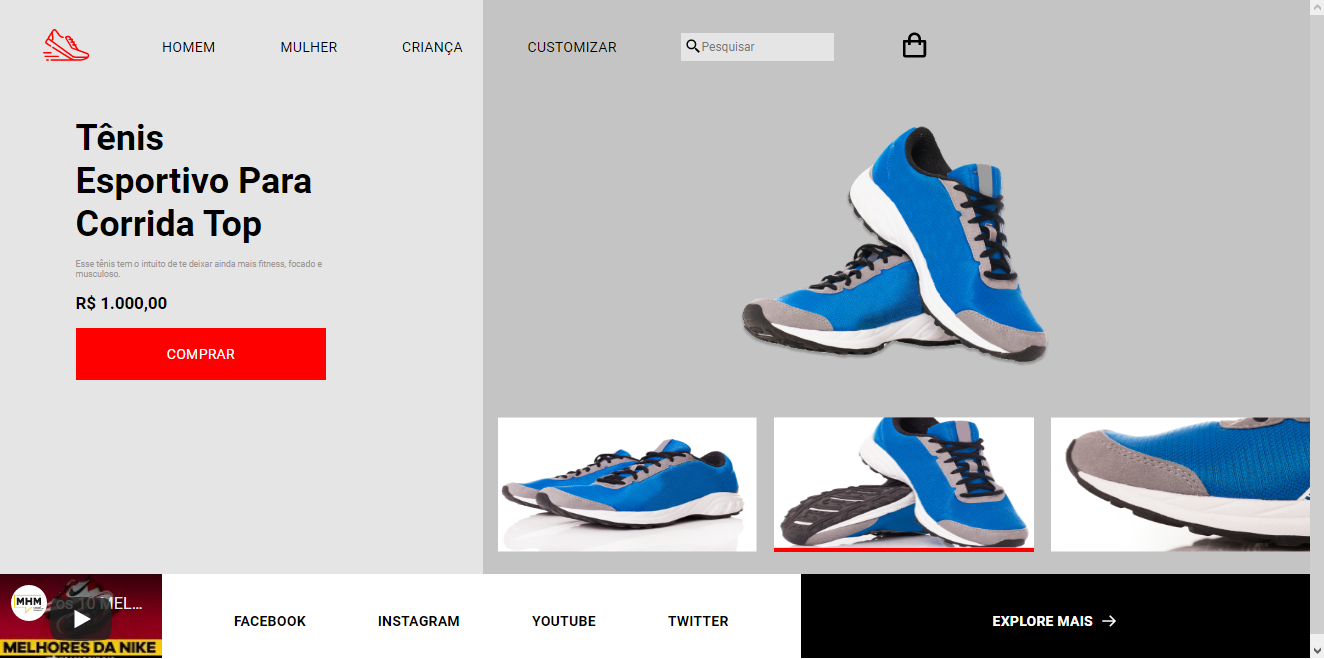 HOMEM
MULHER
CRIANÇA
CUSTOMIZAR
Pesquisar
Tênis
Esportivo Para
Corrida Top
Esse tênis tem o intuito de te deixar ainda mais fitness, focado e
musculoso.
R$ 1.000,00
COMPRAR
MHM
os 10 MEL...
MELHORES DA NIKE
FACEBOOK
INSTAGRAM
YOUTUBE
TWITTER
EXPLORE MAIS